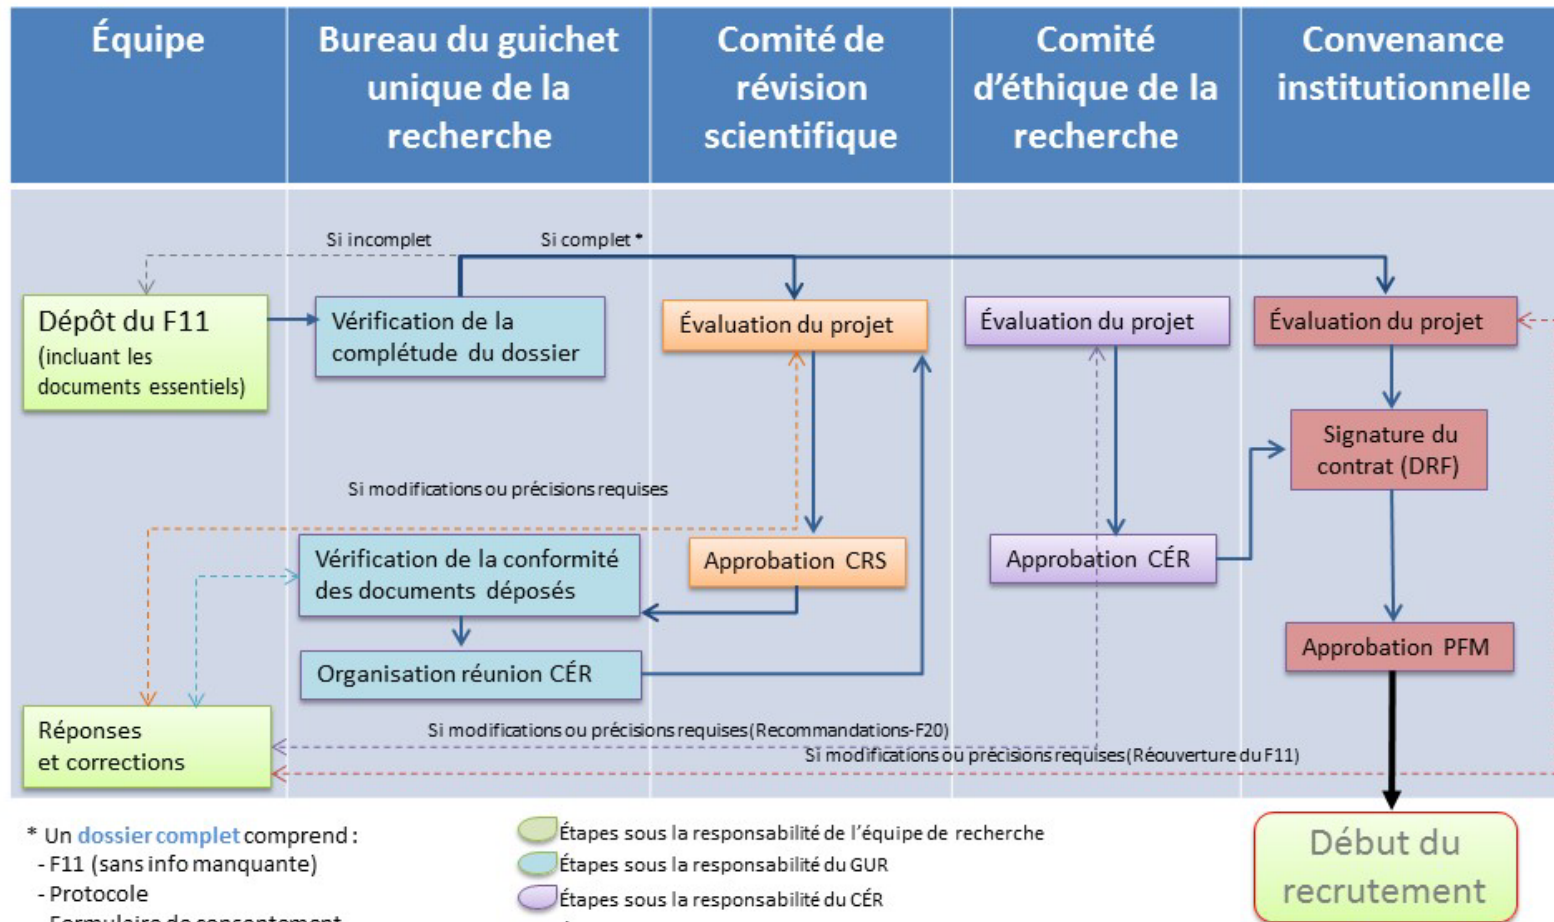 Équipe
Bureau du guichet
unique de la
recherche
Comité de
révision
scientifique
Comité
d'éthique de la
recherche
Convenance
institutionnelle
Si incomplet
Si complet *
Dépôt du F11
(incluant les
documents essentiels)
Vérification de la
complétude du dossier
Évaluation du projet
Évaluation du projet
Évaluation du projet
Signature du
contrat (DRF)
Si modifications ou précisions requises
Vérification de la conformité
des documents déposés
Approbation CRS
Approbation CÉR
Organisation réunion CÉR
Approbation PFM
Réponses
et corrections
Si modifications ou précisions requises (Recommandations-F20)
Si modifications ou précisions requises (Réouverture du F11)
* Un dossier complet comprend :
- F11 (sans info manquante)
- Protocole
- Formulaire de consentement
Étapes sous la responsabilité de l'équipe de recherche
Étapes sous la responsabilité du GUR
Étapes sous la responsabilité du CÉR
Début du
recrutement